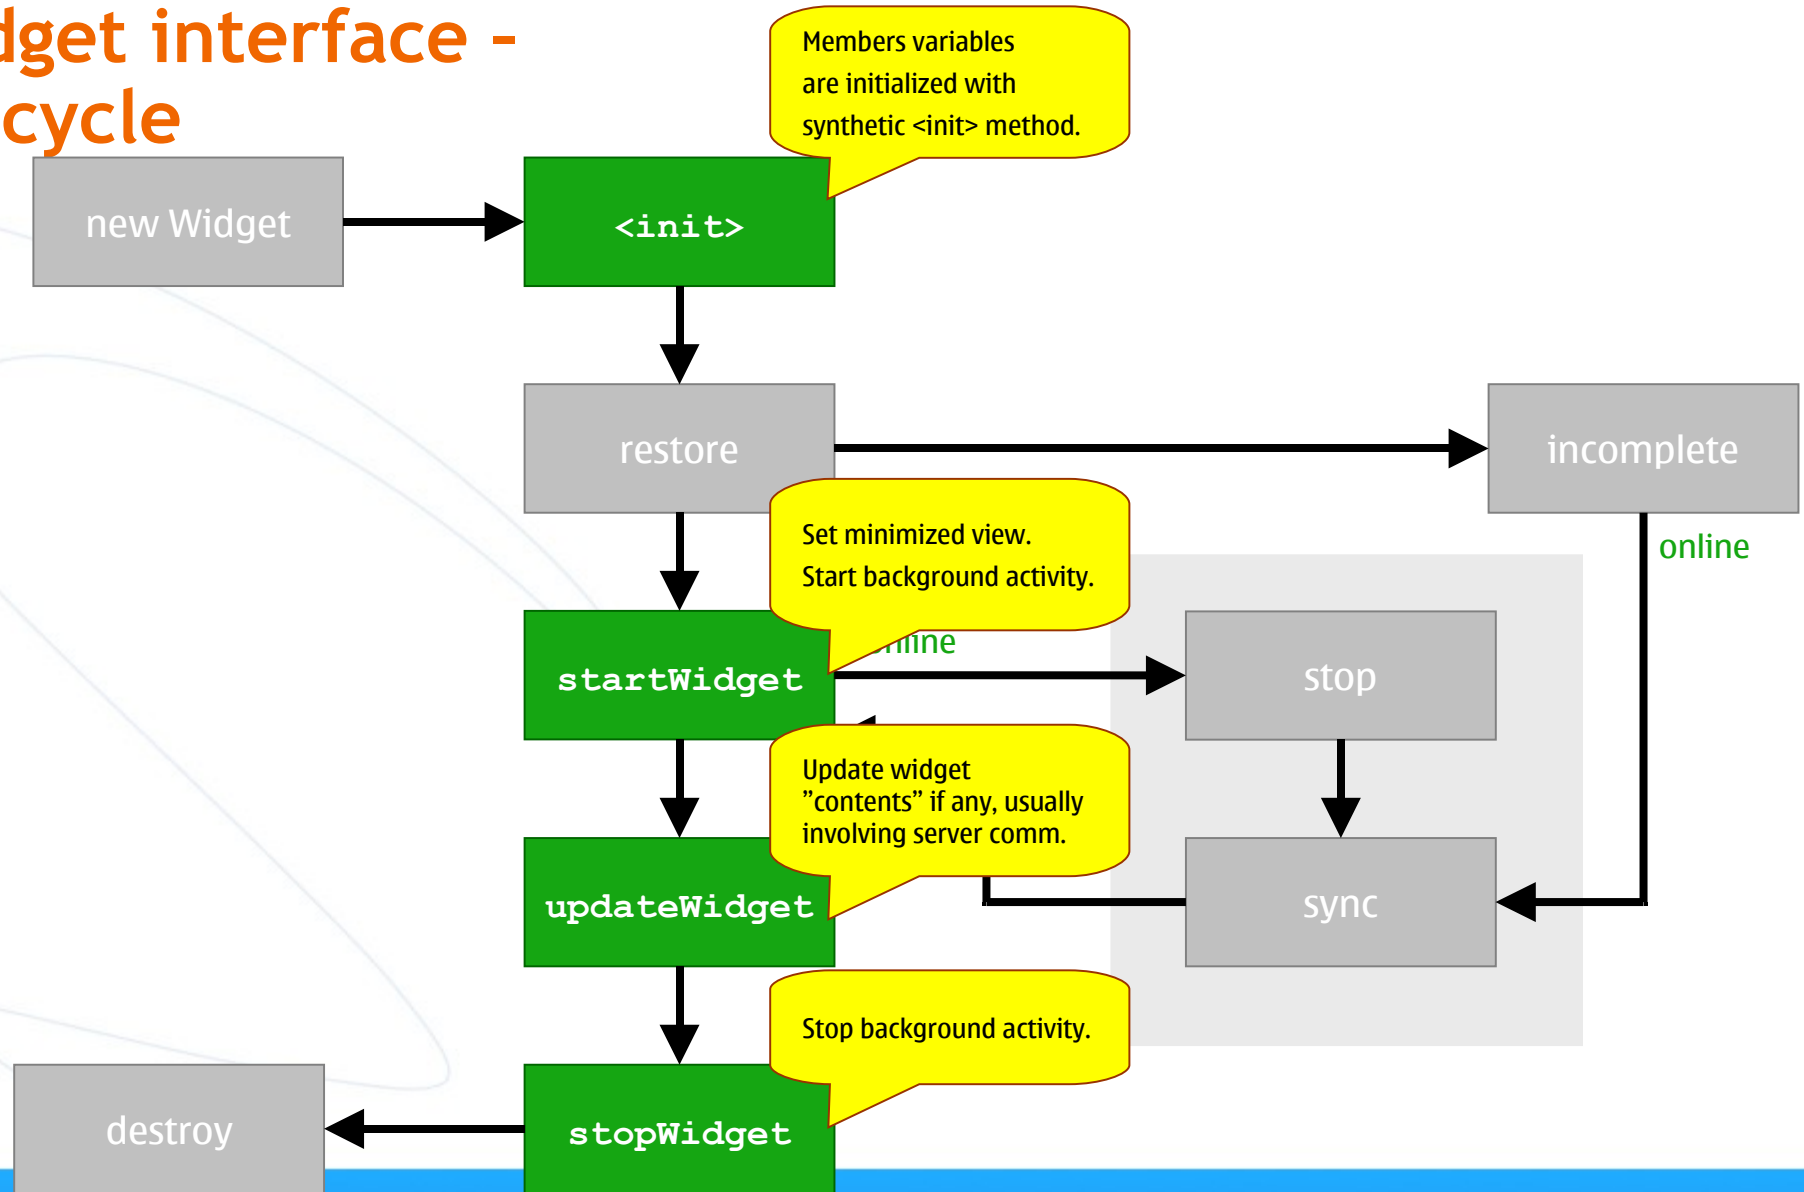 dget interface –
cycle
Members variables
are initialized with
synthetic <init> method.
new Widget
<init>
restore
incomplete
Set minimized view.
Start background activity.
online
startWidget
stop
Update widget
”contents” if any, usually
involving server comm.
updateWidget
sync
Stop background activity.
destroy
stopWidget